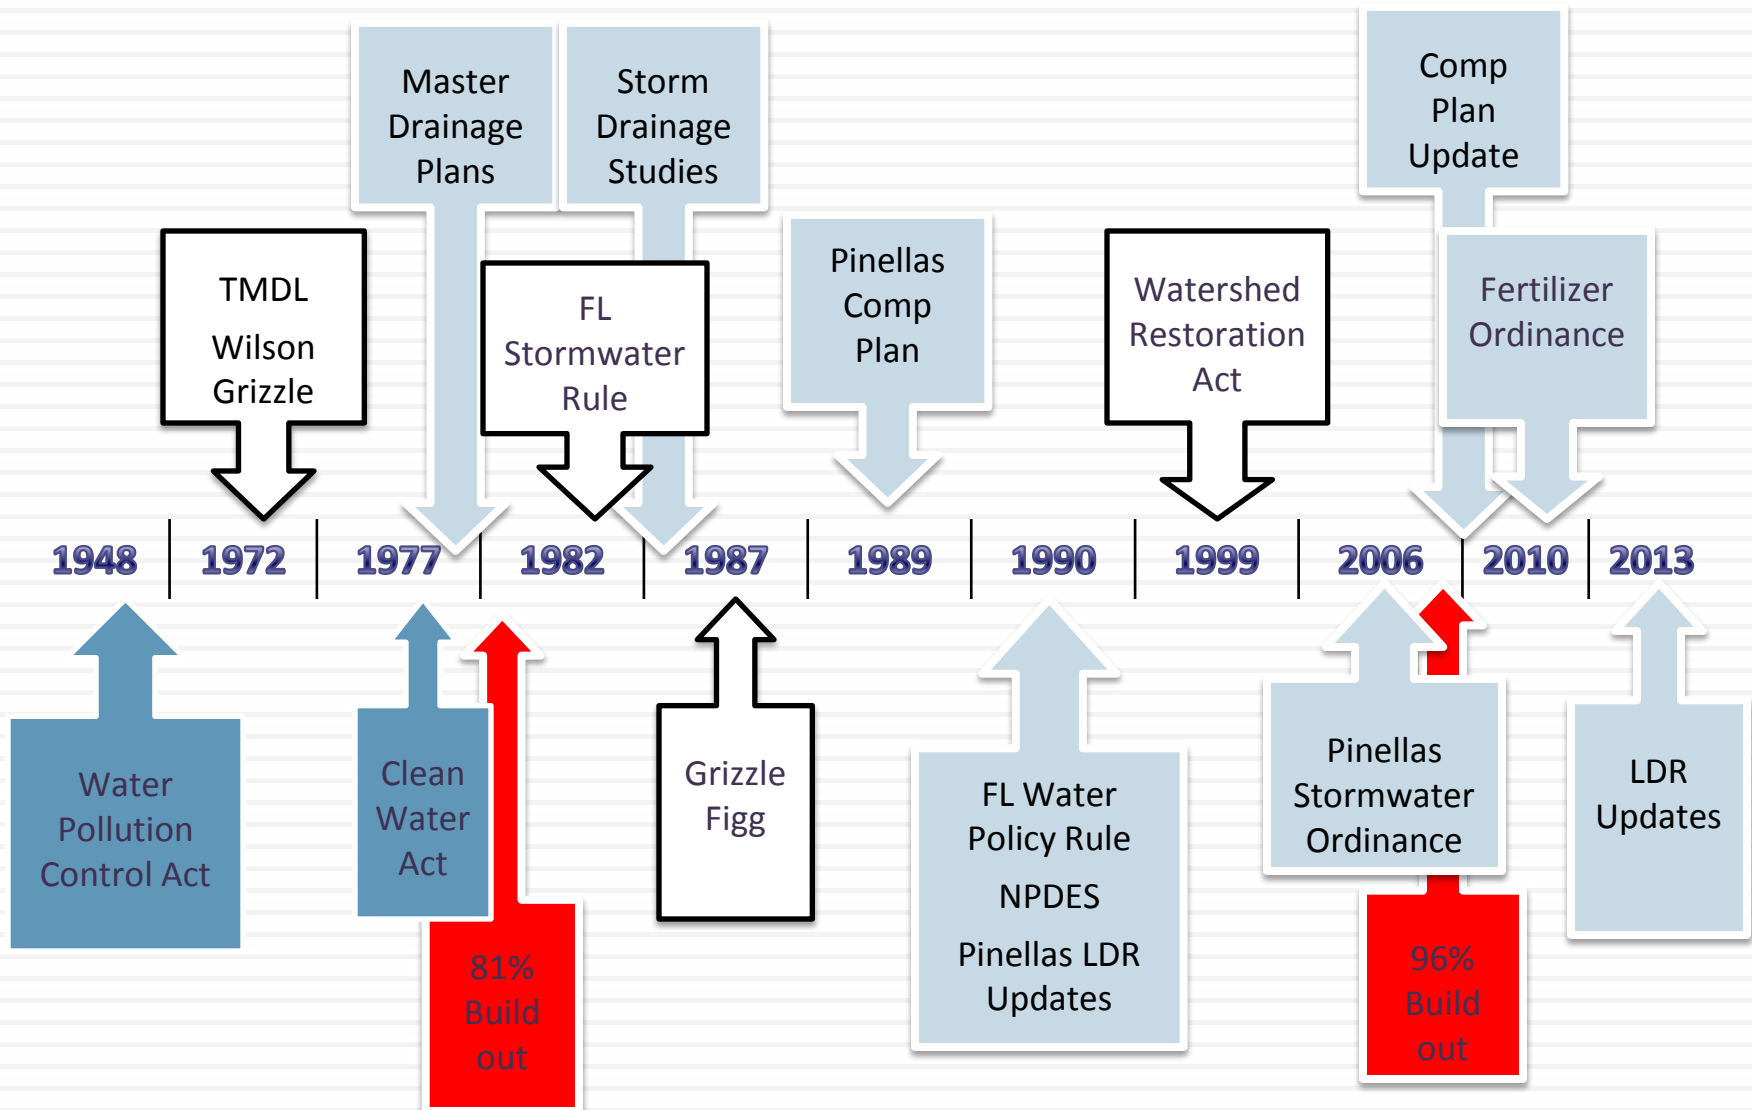 Master
Drainage
Plans
Storm
Drainage
Studies
Comp
Plan
Update
TMDL
Wilson
Grizzle
FL
Stormwater
Rule
Pinellas
Comp
Plan
Watershed
Restoration
Act
Fertilizer
Ordinance
1948 1972 1977 1982 1987 1989 1990 1999 2006 2010 2013
Water
Pollution
Control Act
Clean
Water
Act
81%
Build
out
Grizzle
Figg
FL Water
Policy Rule
NPDES
Pinellas LDR
Updates
Pinellas
Stormwater
Ordinance
96%
Build
out
LDR
Updates